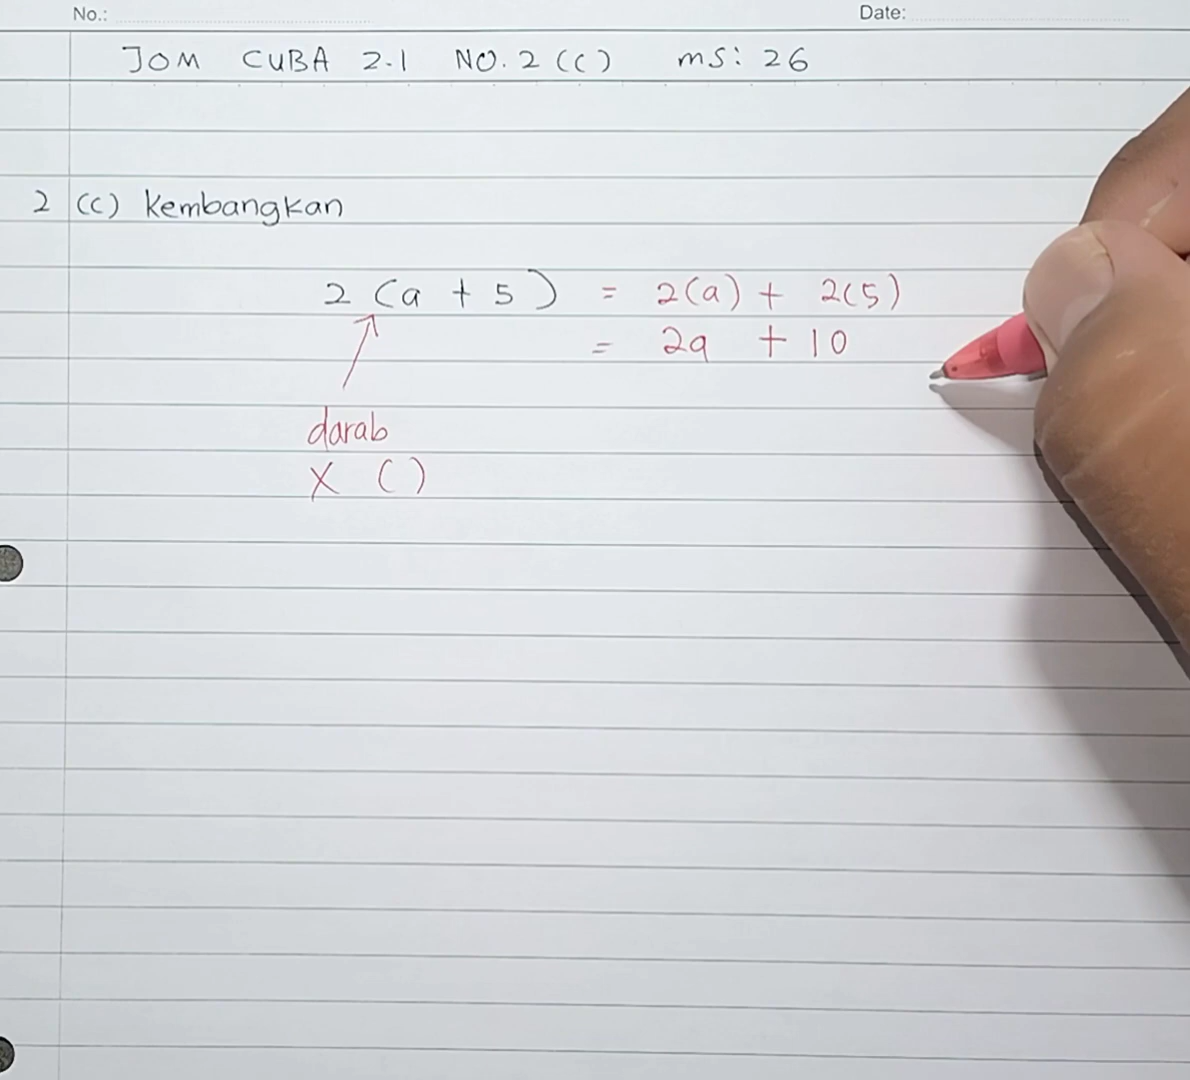 No.: Date:
JOM CUBA 2.1 NO. 2 (c) ms: 26
2 (c) Kembangkan
2 (a + 5) = 2(a) + 2(5)
= 2a + 10
darab
× ( )